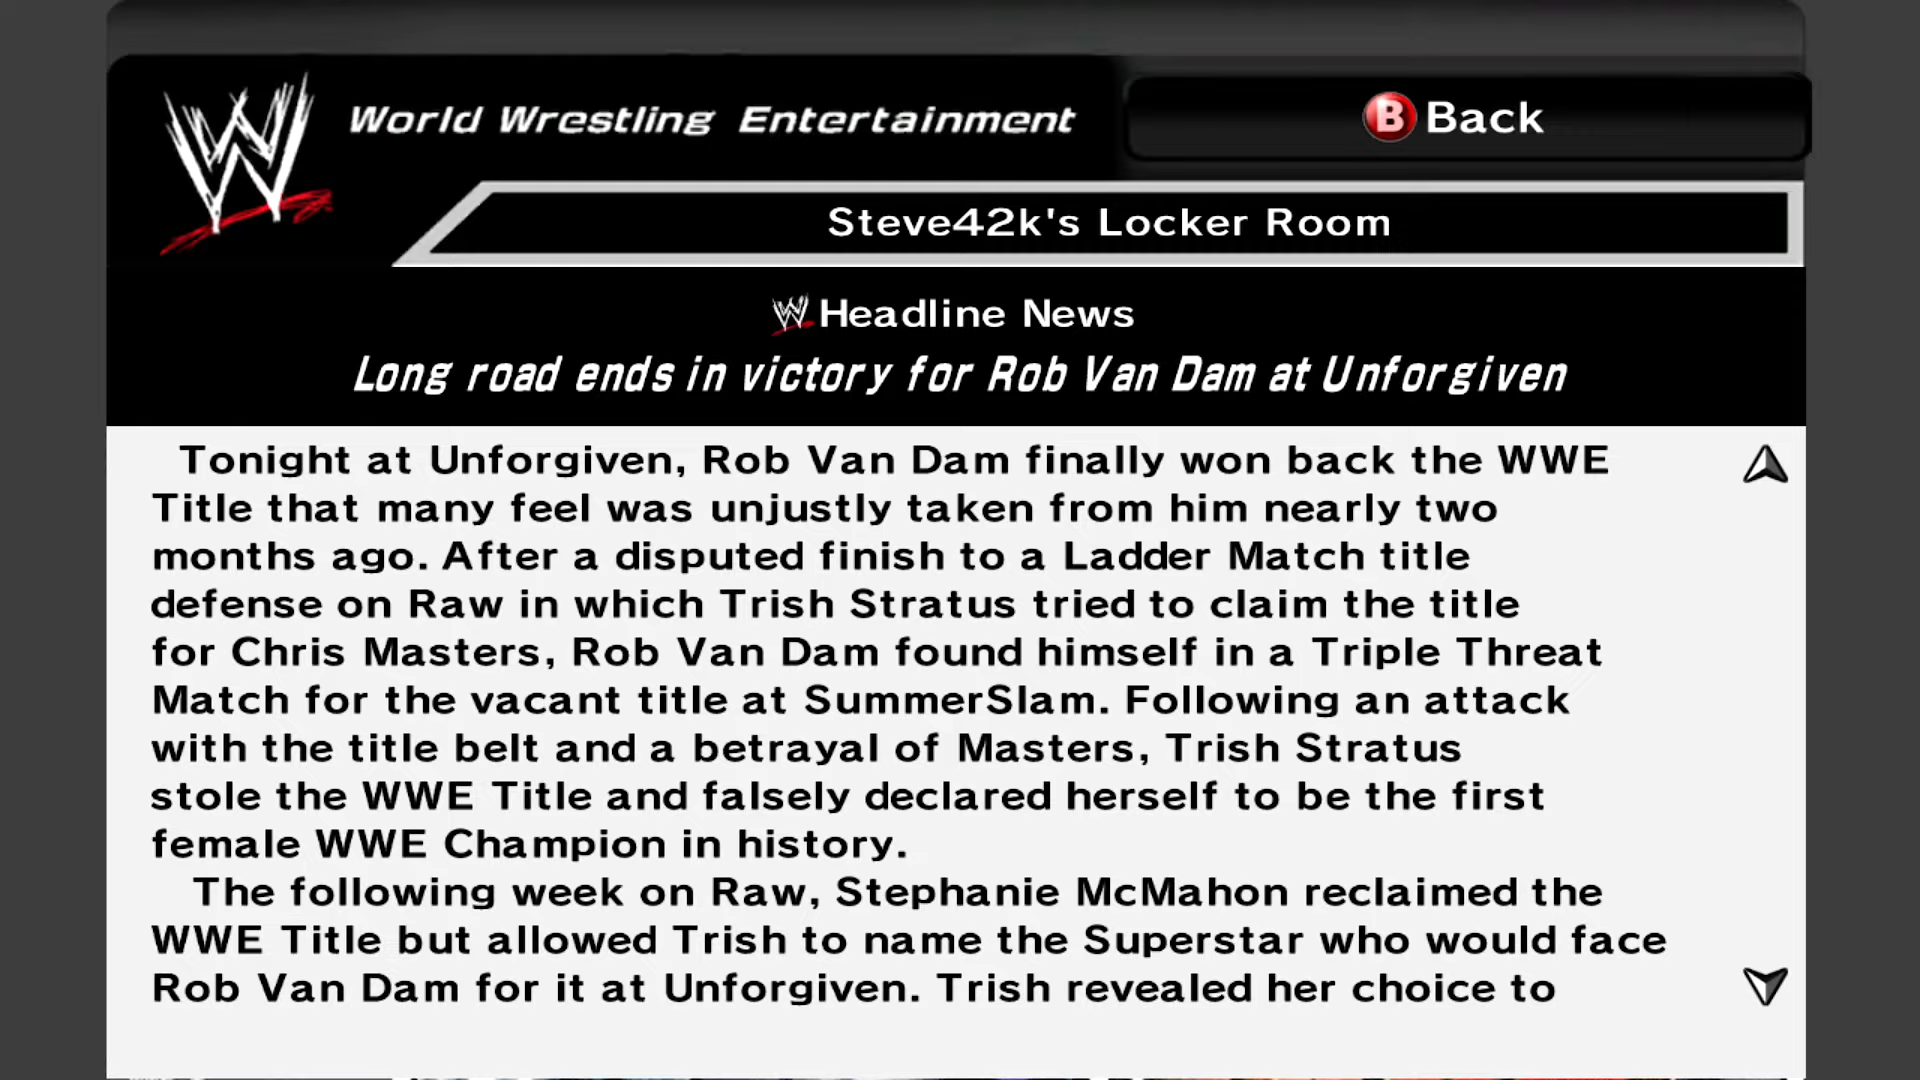 World Wrestling Entertainment
B Back
Steve42k's Locker Room
W Headline News
Long road ends in victory for Rob Van Dam at Unforgiven
Tonight at Unforgiven, Rob Van Dam finally won back the WWE
Title that many feel was unjustly taken from him nearly two
months ago. After a disputed finish to a Ladder Match title
defense on Raw in which Trish Stratus tried to claim the title
for Chris Masters, Rob Van Dam found himself in a Triple Threat
Match for the vacant title at SummerSlam. Following an attack
with the title belt and a betrayal of Masters, Trish Stratus
stole the WWE Title and falsely declared herself to be the first
female WWE Champion in history.
The following week on Raw, Stephanie McMahon reclaimed the
WWE Title but allowed Trish to name the Superstar who would face
Rob Van Dam for it at Unforgiven. Trish revealed her choice to